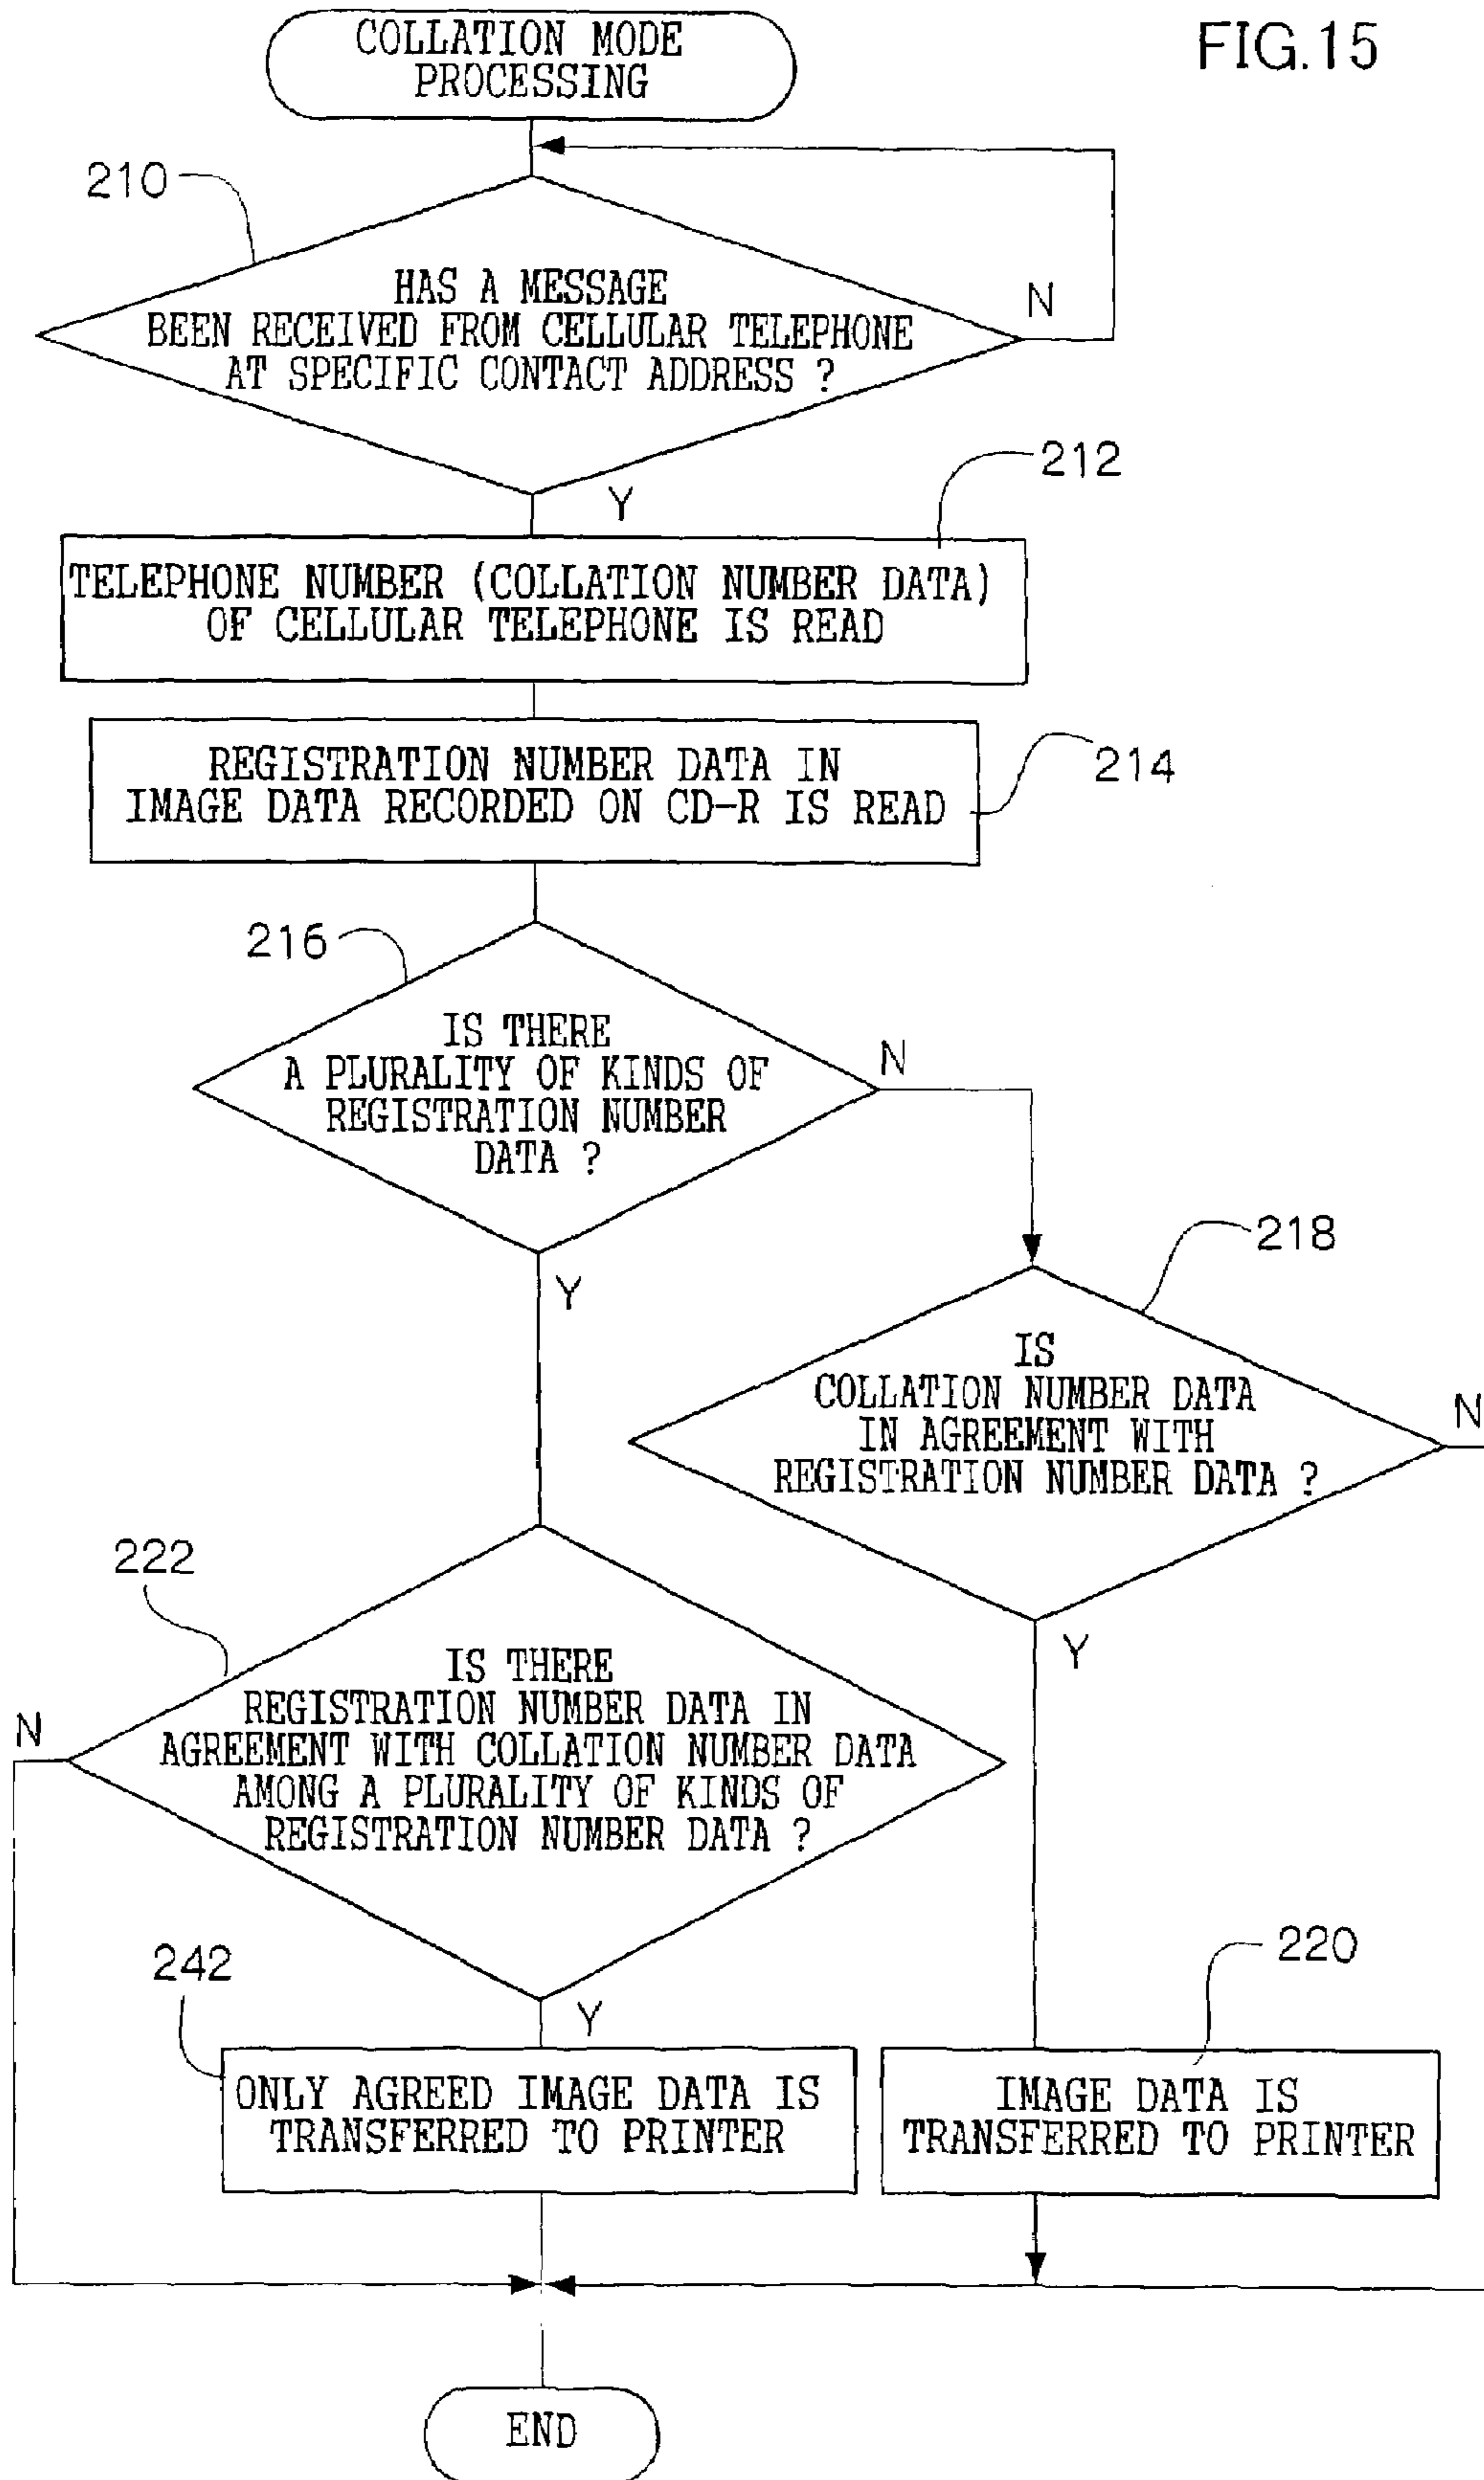 FIG.15
COLLATION MODE
PROCESSING
210
HAS A MESSAGE
BEEN RECEIVED FROM CELLULAR TELEPHONE
AT SPECIFIC CONTACT ADDRESS ?
N
Y
212
TELEPHONE NUMBER (COLLATION NUMBER DATA)
OF CELLULAR TELEPHONE IS READ
REGISTRATION NUMBER DATA IN
IMAGE DATA RECORDED ON CD-R IS READ
214
216
IS THERE
A PLURALITY OF KINDS OF
REGISTRATION NUMBER
DATA ?
N
Y
218
IS
COLLATION NUMBER DATA
IN AGREEMENT WITH
REGISTRATION NUMBER DATA ?
N
Y
222
IS THERE
REGISTRATION NUMBER DATA IN
AGREEMENT WITH COLLATION NUMBER DATA
AMONG A PLURALITY OF KINDS OF
REGISTRATION NUMBER DATA ?
N
Y
242
ONLY AGREED IMAGE DATA IS
TRANSFERRED TO PRINTER
220
IMAGE DATA IS
TRANSFERRED TO PRINTER
END